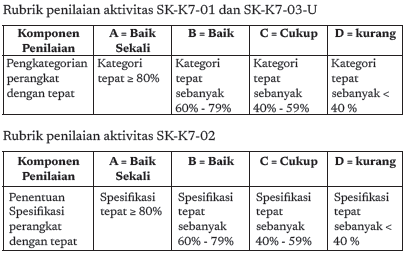 Rubrik penilaian aktivitas SK-K7-01 dan SK-K7-03-U
Komponen Penilaian | A = Baik Sekali | B = Baik | C = Cukup | D = kurang
Pengkategorian perangkat dengan tepat | Kategori tepat ≥ 80% | Kategori tepat sebanyak 60% - 79% | Kategori tepat sebanyak 40% - 59% | Kategori tepat sebanyak < 40 %
Rubrik penilaian aktivitas SK-K7-02
Komponen Penilaian | A = Baik Sekali | B = Baik | C = Cukup | D = kurang
Penentuan Spesifikasi perangkat dengan tepat | Spesifikasi tepat ≥ 80% | Spesifikasi tepat sebanyak 60% - 79% | Spesifikasi tepat sebanyak 40% - 59% | Spesifikasi tepat sebanyak < 40 %